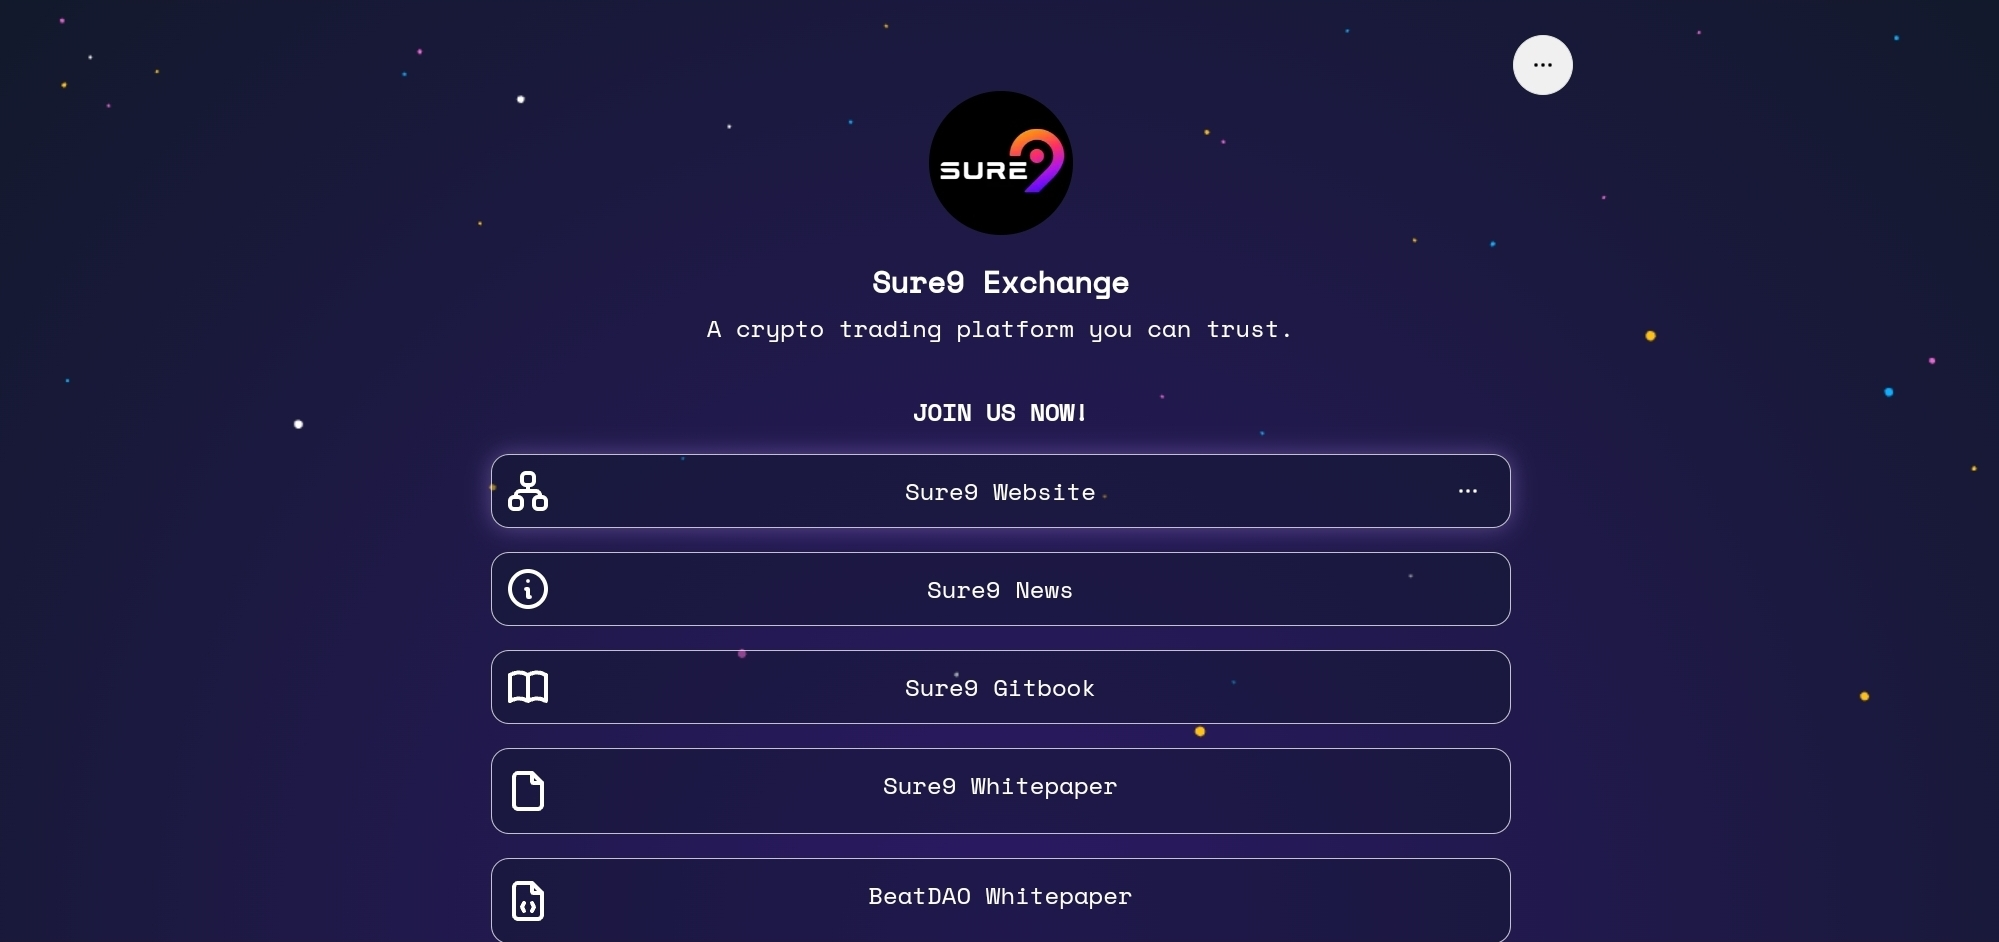 SURE9
Sure9 Exchange
A crypto trading platform you can trust.
JOIN US NOW!
Sure9 Website
Sure9 News
Sure9 Gitbook
Sure9 Whitepaper
BeatDAO Whitepaper